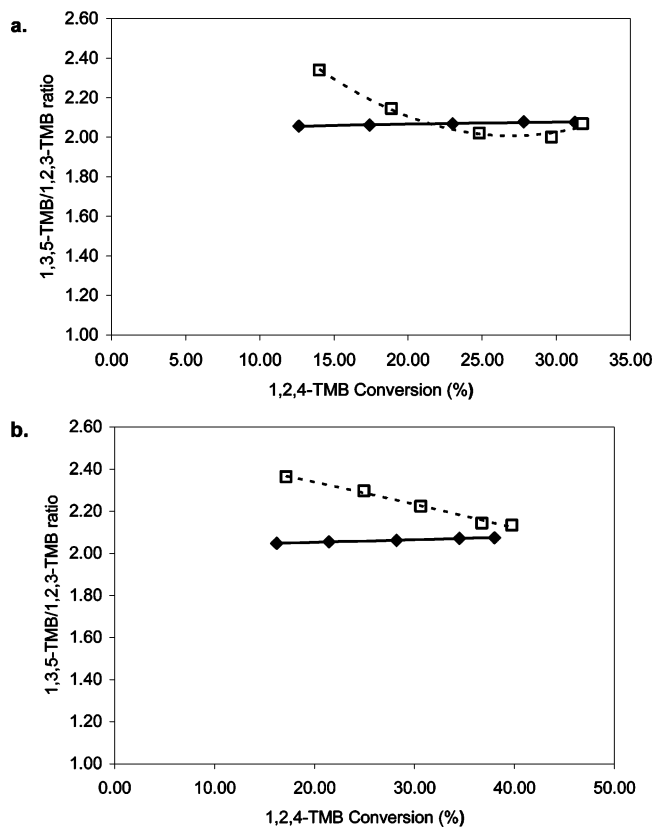 a.
2.60
2.40
2.20
2.00
1.80
1.60
1.40
1.20
1.00
1,3,5-TMB/1,2,3-TMB ratio
0.00 5.00 10.00 15.00 20.00 25.00 30.00 35.00
1,2,4-TMB Conversion (%)
b.
2.60
2.40
2.20
2.00
1.80
1.60
1.40
1.20
1.00
1,3,5-TMB/1,2,3-TMB ratio
0.00 10.00 20.00 30.00 40.00 50.00
1,2,4-TMB Conversion (%)